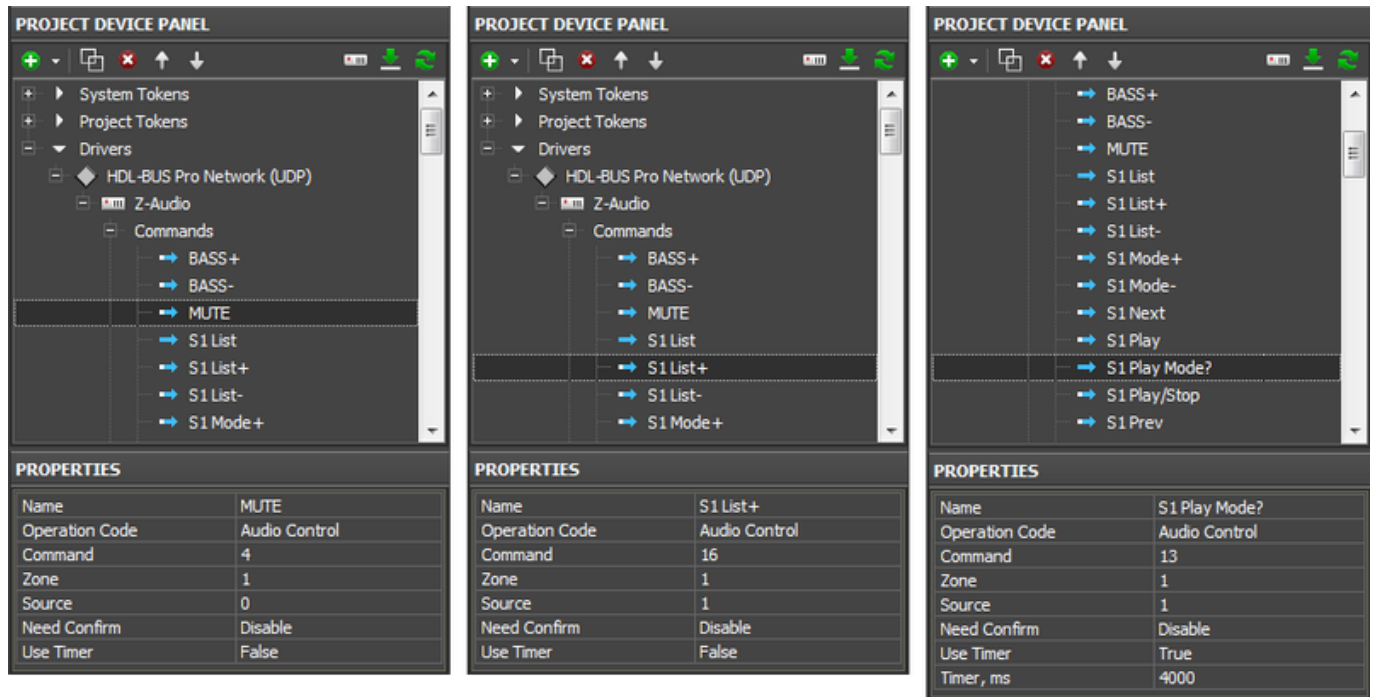 PROJECT DEVICE PANEL
System Tokens
Project Tokens
Drivers
HDL-BUS Pro Network (UDP)
Z-Audio
Commands
BASS+
BASS-
MUTE
S1 List
S1 List+
S1 List-
S1 Mode+
PROPERTIES
Name MUTE
Operation Code Audio Control
Command 4
Zone 1
Source 0
Need Confirm Disable
Use Timer False
PROJECT DEVICE PANEL
System Tokens
Project Tokens
Drivers
HDL-BUS Pro Network (UDP)
Z-Audio
Commands
BASS+
BASS-
MUTE
S1 List
S1 List+
S1 List-
S1 Mode+
PROPERTIES
Name S1 List+
Operation Code Audio Control
Command 16
Zone 1
Source 1
Need Confirm Disable
Use Timer False
PROJECT DEVICE PANEL
BASS+
BASS-
MUTE
S1 List
S1 List+
S1 List-
S1 Mode+
S1 Mode-
S1 Next
S1 Play
S1 Play Mode?
S1 Play/Stop
S1 Prev
PROPERTIES
Name S1 Play Mode?
Operation Code Audio Control
Command 13
Zone 1
Source 1
Need Confirm Disable
Use Timer True
Timer, ms 4000